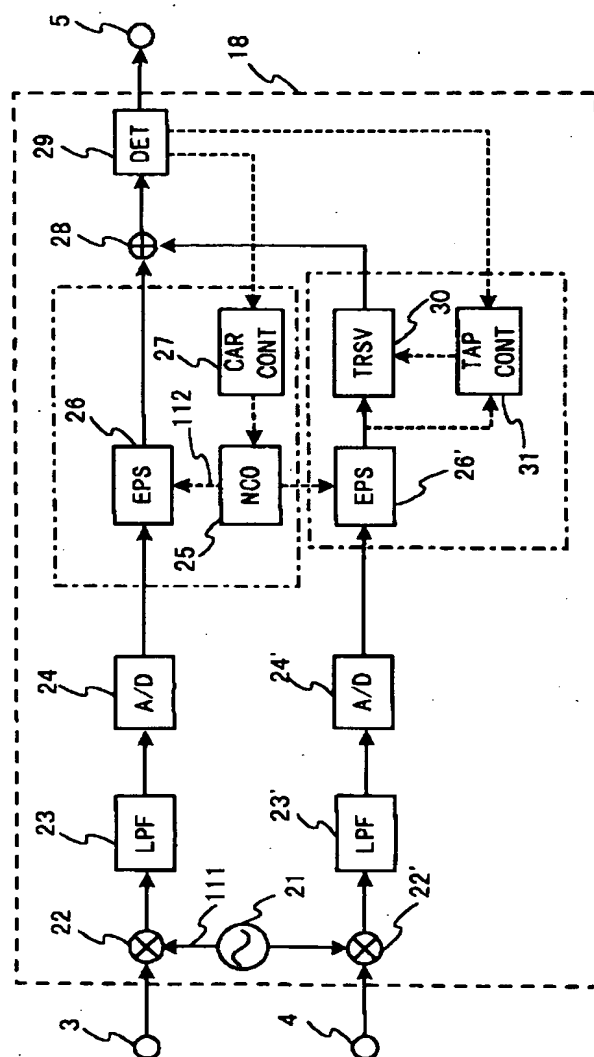 5
18
29
DET
28
26
EPS
112
27
CAR
CONT
NCO
25
30
TRSV
TAP
CONT
31
EPS
26'
24
A/D
24'
A/D
23
LPF
23'
LPF
22
111
21
22'
3
4